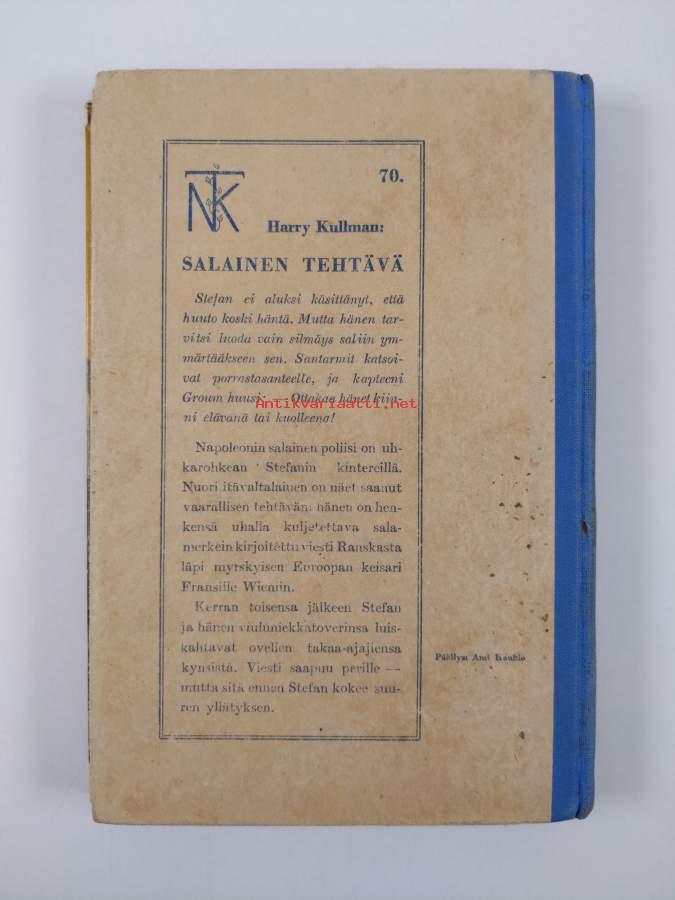 NTK
70.
Harry Kullman:
SALAINEN TEHTÄVÄ
Stefan ei aluksi käsittänyt, että
huuto koski häntä. Mutta hänen tar-
vitsi luoda vain silmäys saliin ym-
märtääkseen sen. Santarmit katsoi-
vat porrastasanteelle, ja kapteeni
Groum huusi: — Ottakaa hänet kiin-
ni elävänä tai kuolleena!
Antikvariaatti.net
Napoleonin salainen poliisi on uh-
karohkean Stefanin kintereillä.
Nuori itävaltalainen on näet saanut
vaarallisen tehtävän: hänen on hen-
kensä uhalla kuljetettava sala-
merkein kirjoitettu viesti Ranskasta
läpi myrskyisen Euroopan keisari
Fransille Wieniin.
Kerran toisensa jälkeen Stefan
ja hänen viuluniekkatoverinsa luis-
kahtavat ovelien takaa-ajajiensa
kynsistä. Viesti saapuu perille —
mutta sitä ennen Stefan kokee suu-
ren yllätyksen.
Päällys Ami Hauhio